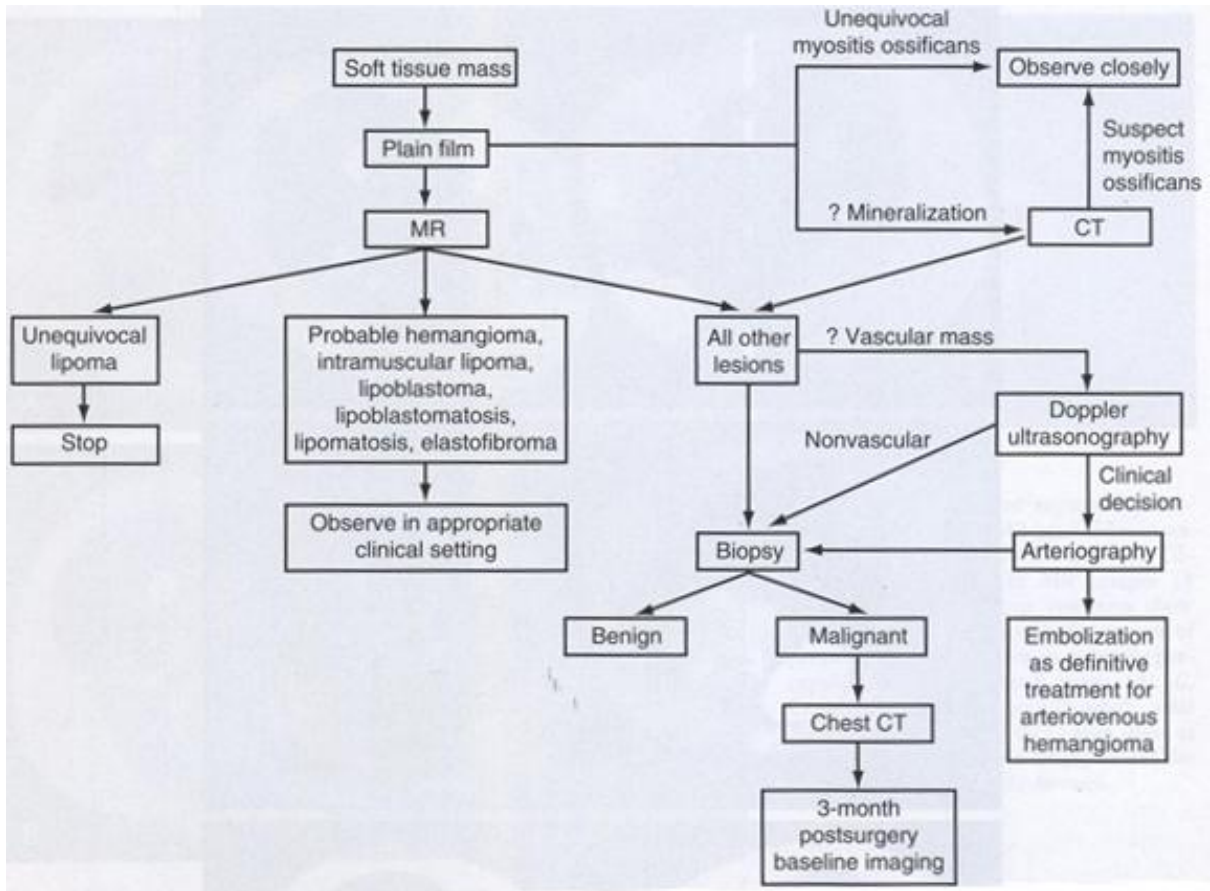 Unequivocal
myositis ossificans
Soft tissue mass
Observe closely
Plain film
Suspect
myositis
ossificans
MR
? Mineralization
CT
Unequivocal
lipoma
Probable hemangioma,
intramuscular lipoma,
lipoblastoma,
lipoblastomatosis,
lipomatosis, elastofibroma
All other
lesions
? Vascular mass
Stop
Doppler
ultrasonography
Nonvascular
Clinical
decision
Observe in appropriate
clinical setting
Biopsy
Arteriography
Benign
Malignant
Embolization
as definitive
treatment for
arteriovenous
hemangioma
Chest CT
3-month
postsurgery
baseline imaging